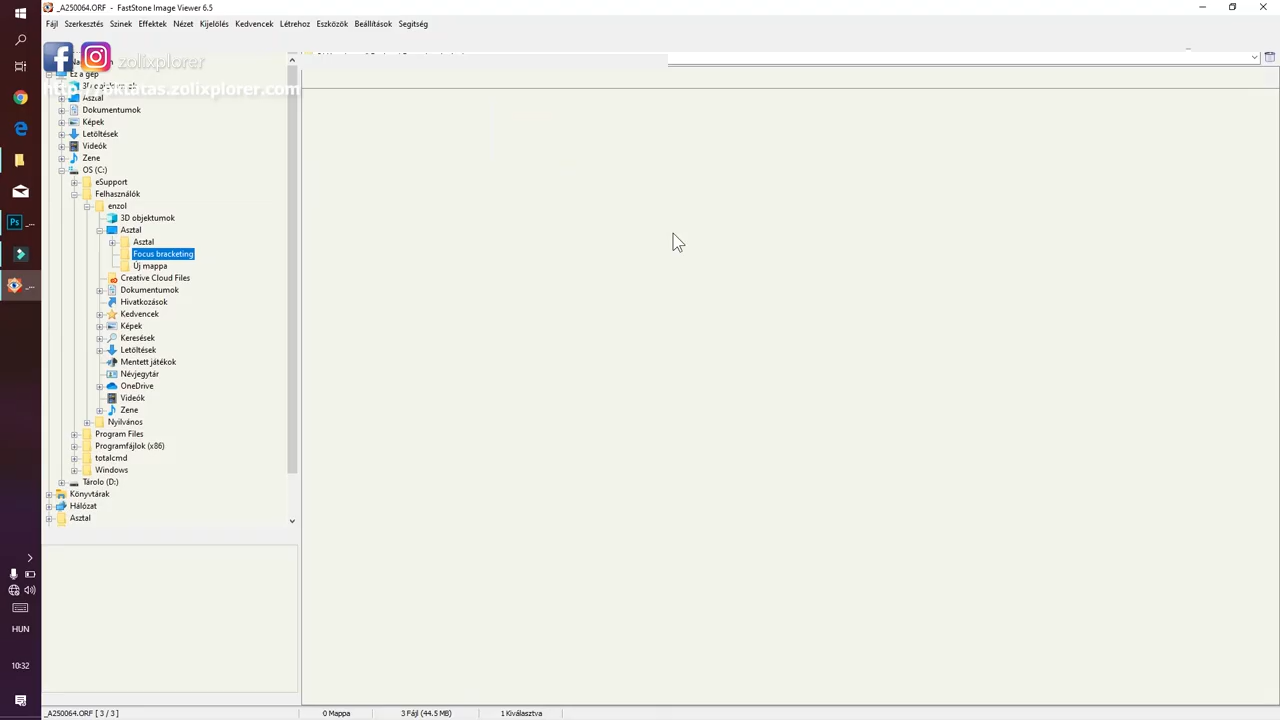 _A250064.ORF - FastStone Image Viewer 6.5
Fájl Szerkesztés Szinek Effektek Nézet Kijelölés Kedvencek Létrehoz Eszközök Beállítások Segítség
zolixplorer
Ez a gép
Asztal
Dokumentumok
Képek
Letöltések
Videók
Zene
OS (C:)
eSupport
Felhasználók
enzol
3D objektumok
Asztal
Asztal
Focus bracketing
Új mappa
Creative Cloud Files
Dokumentumok
Hivatkozások
Kedvencek
Képek
Keresések
Letöltések
Mentett játékok
Névjegytár
OneDrive
Videók
Zene
Nyilvános
Program Files
Programfájlok (x86)
totalcmd
Windows
Tárolo (D:)
Könyvtárak
Hálózat
Asztal
HUN
10:32
_A250064.ORF [ 3 / 3 ]
0 Mappa
3 Fájl (44.5 MB)
1 Kiválasztva